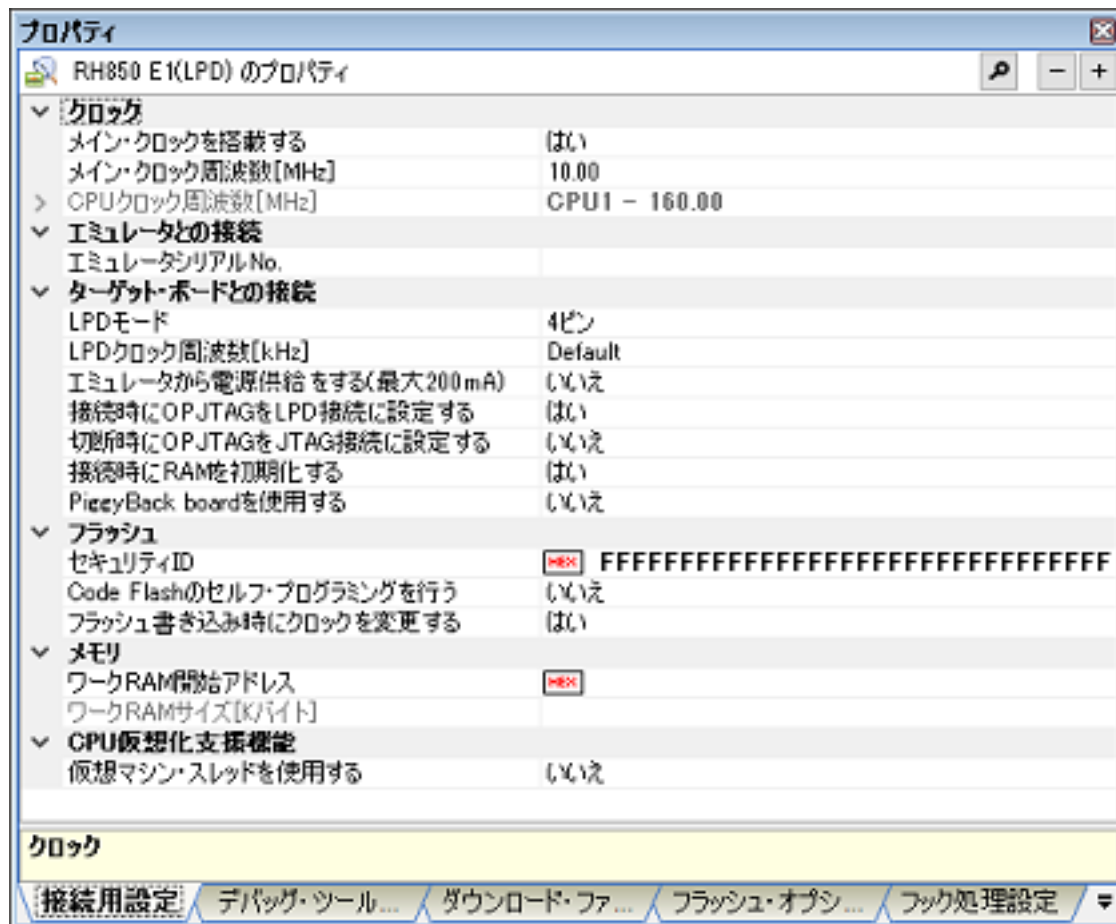 プロパティ
RH850 E1(LPD) のプロパティ
クロック
メイン・クロックを搭載する はい
メイン・クロック周波数[MHz] 10.00
CPUクロック周波数[MHz] CPU1 - 160.00
エミュレータとの接続
エミュレータシリアルNo.
ターゲット・ボードとの接続
LPDモード 4ピン
LPDクロック周波数[kHz] Default
エミュレータから電源供給をする(最大200mA) いいえ
接続時にOPJTAGをLPD接続に設定する はい
切断時にOPJTAGをJTAG接続に設定する いいえ
接続時にRAMを初期化する はい
PiggyBack boardを使用する いいえ
フラッシュ
セキュリティID HEX FFFFFFFFFFFFFFFFFFFFFFFFFFFFFFFF
Code Flashのセルフ・プログラミングを行う いいえ
フラッシュ書き込み時にクロックを変更する はい
メモリ
ワークRAM開始アドレス HEX
ワークRAMサイズ[Kバイト]
CPU仮想化支援機能
仮想マシン・スレッドを使用する いいえ
クロック
接続用設定 デバッグ・ツール... ダウンロード・ファ... フラッシュ・オプシ... フック処理設定